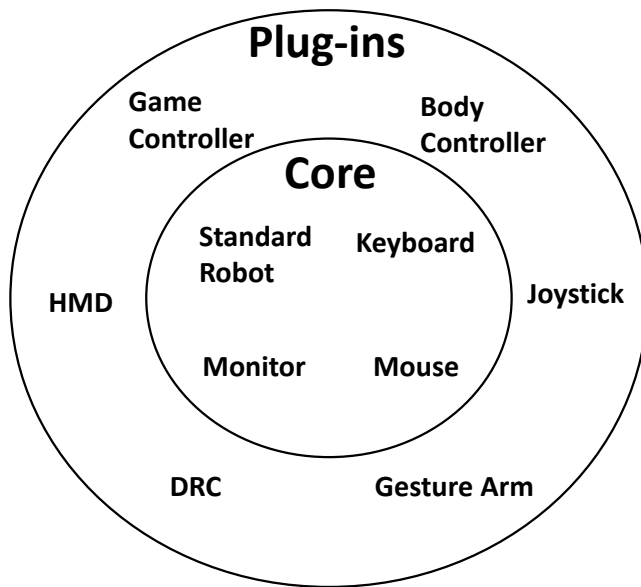 Plug-ins
Game
Controller
Body
Controller
Core
Standard
Robot
Keyboard
HMD
Joystick
Monitor
Mouse
DRC
Gesture Arm